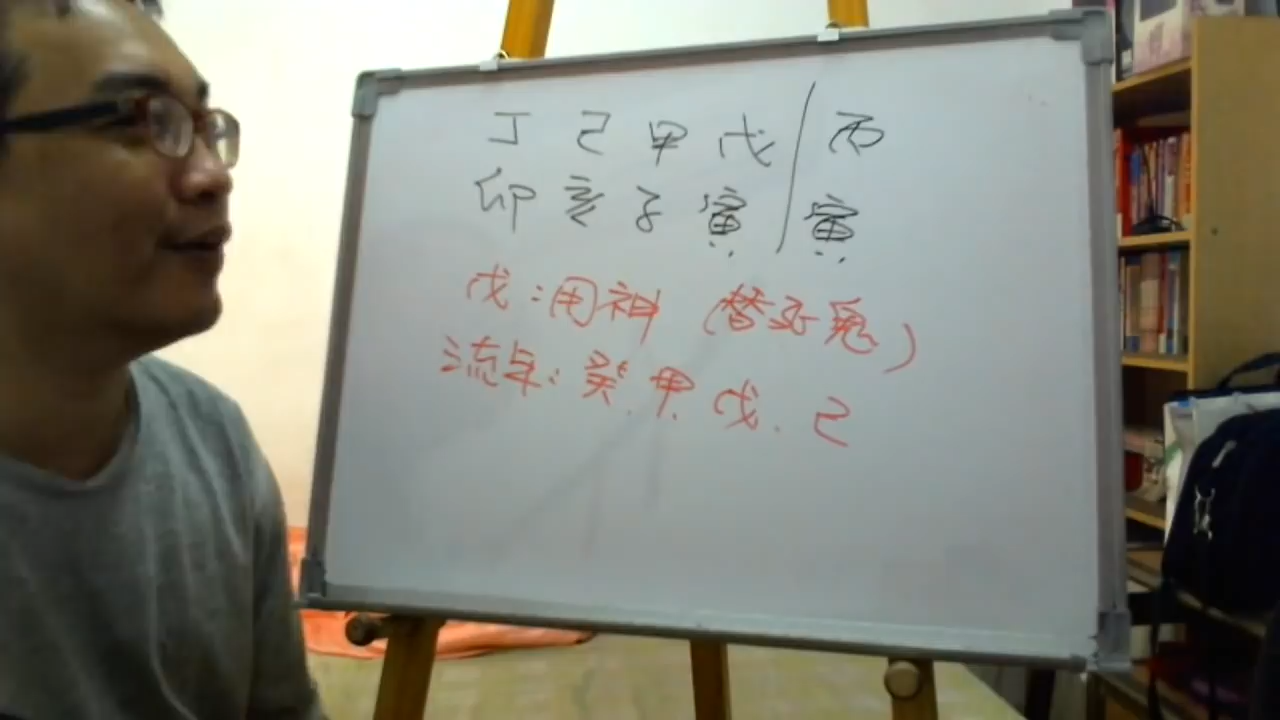 丁 己 甲 戊 / 丙
卯 亥 子 寅 寅
戊:用神 (替死鬼)
流年:癸.甲.戊.己